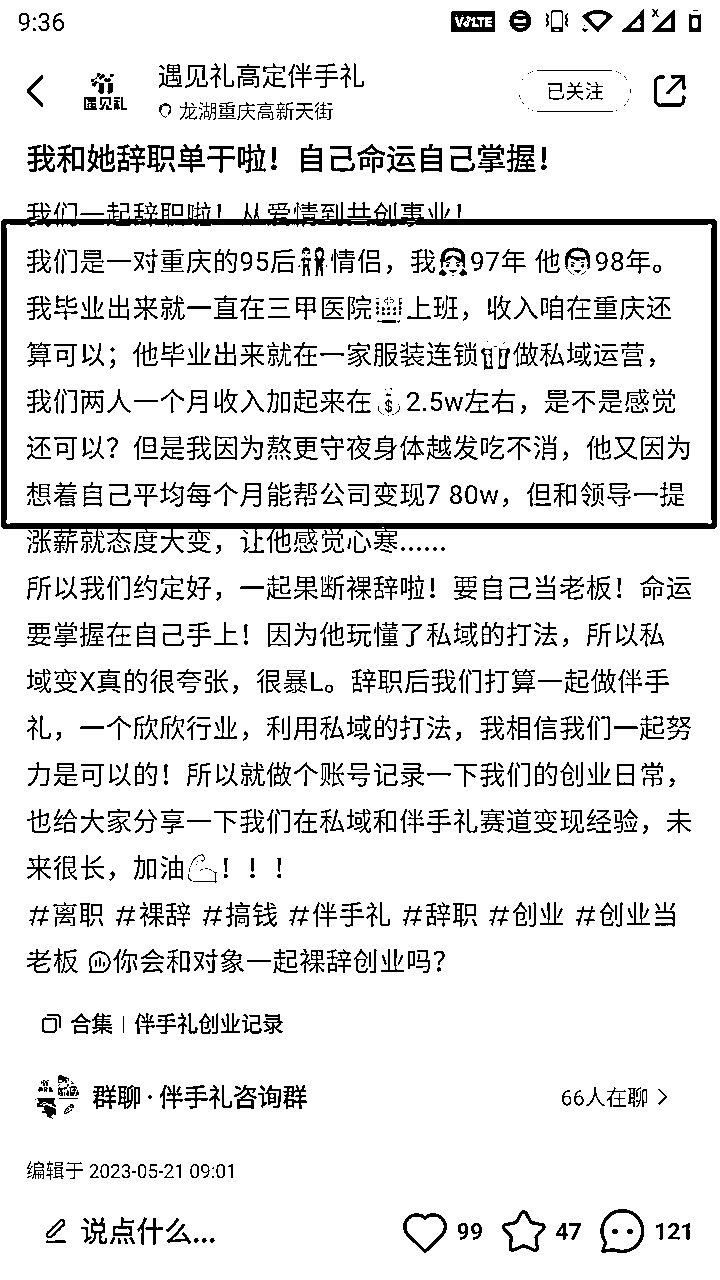 9:36
VoLTE
遇见礼
遇见礼高定伴手礼
龙湖重庆高新天街
已关注
我和她辞职单干啦！自己命运自己掌握！
我们一起辞职啦！从爱情到共创事业！
我们是一对重庆的95后👫情侣，我👩97年 他👨98年。
我毕业出来就一直在三甲医院🏥上班，收入咱在重庆还
算可以；他毕业出来就在一家服装连锁👖做私域运营，
我们两人一个月收入加起来在💰2.5w左右，是不是感觉
还可以？但是我因为熬更守夜身体越发吃不消，他又因为
想着自己平均每个月能帮公司变现7 80w，但和领导一提
涨薪就态度大变，让他感觉心寒……
所以我们约定好，一起果断裸辞啦！要自己当老板！命运
要掌握在自己手上！因为他玩懂了私域的打法，所以私
域变X真的很夸张，很暴L。辞职后我们打算一起做伴手
礼，一个欣欣行业，利用私域的打法，我相信我们一起努
力是可以的！所以就做个账号记录一下我们的创业日常，
也给大家分享一下我们在私域和伴手礼赛道变现经验，未
来很长，加油💪！！！
#离职 #裸辞 #搞钱 #伴手礼 #辞职 #创业 #创业当
老板 你会和对象一起裸辞创业吗？
合集 | 伴手礼创业记录
群聊 · 伴手礼咨询群
66人在聊
编辑于 2023-05-21 09:01
说点什么...
99
47
121